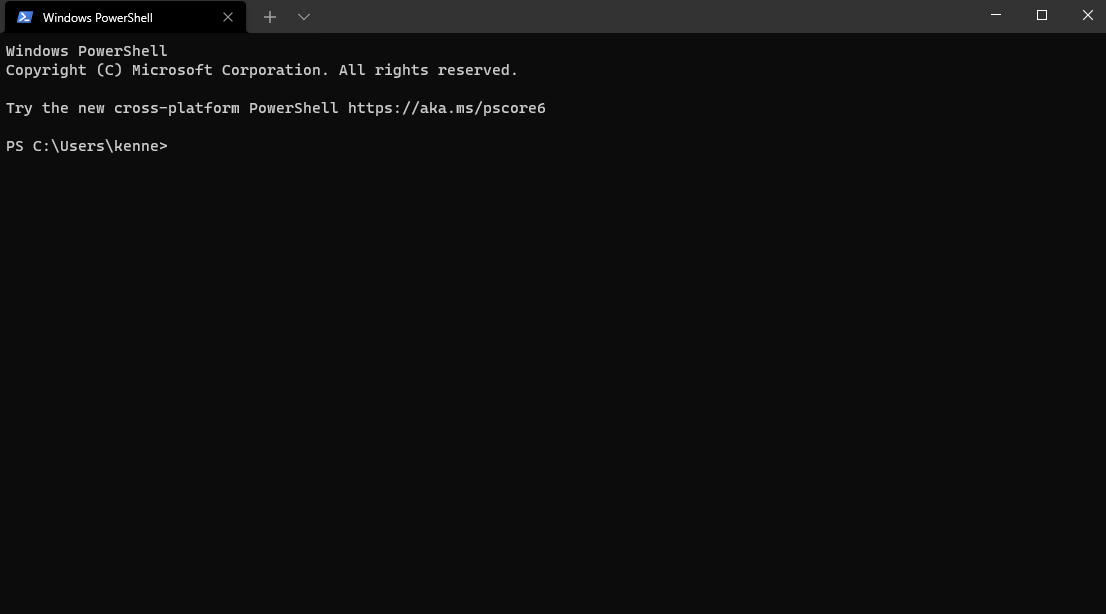 Windows PowerShell
Windows PowerShell
Copyright (C) Microsoft Corporation. All rights reserved.
Try the new cross-platform PowerShell https://aka.ms/pscore6
PS C:\Users\kenne>